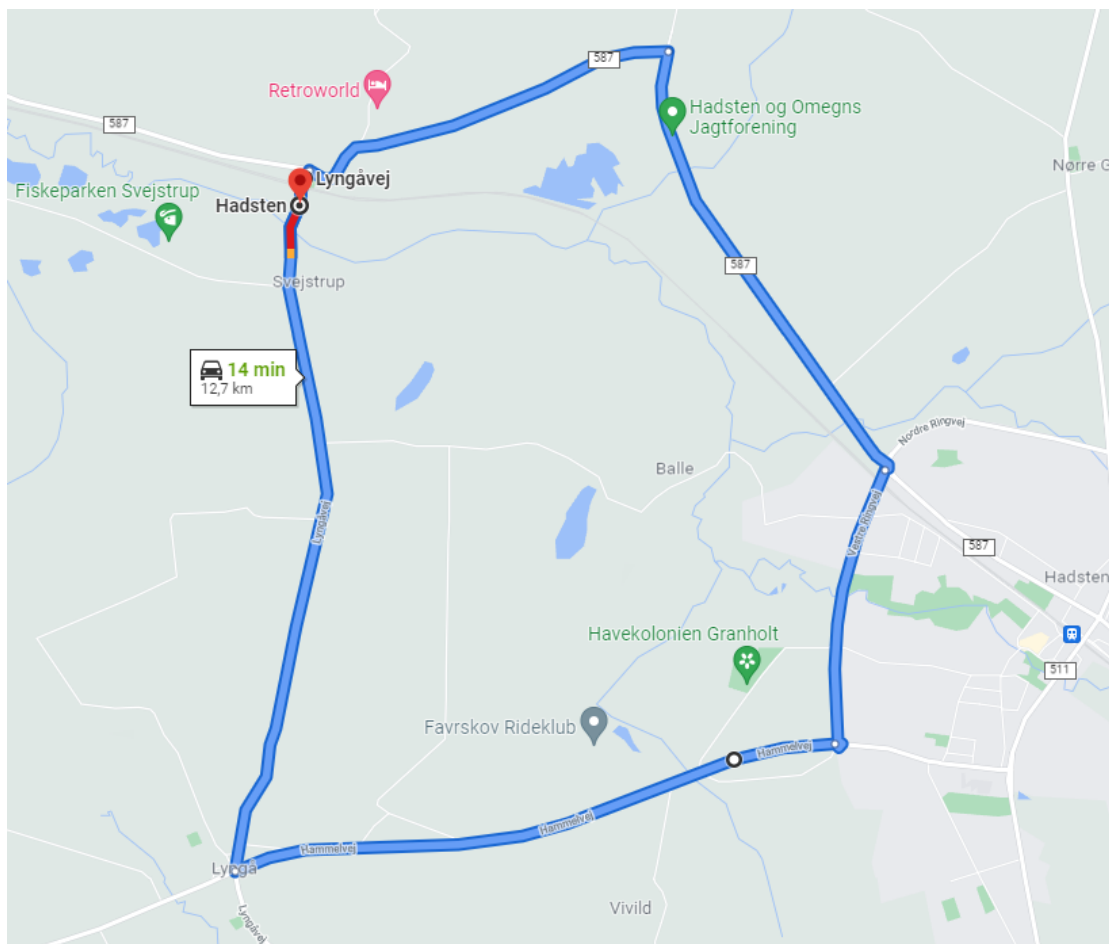 587
Retroworld
Hadsten og Omegns
Jagtforening
587
Nørre G
Lyngåvej
Fiskeparken Svejstrup
Hadsten
587
Svejstrup
14 min
12,7 km
Nordre Ringvej
Balle
Lyngåvej
Vestre Ringvej
587
Hadsten
Havekolonien Granholt
511
Favrskov Rideklub
Hammelvej
Hammelvej
Hammelvej
Lyngå
Lyngåvej
Vivild